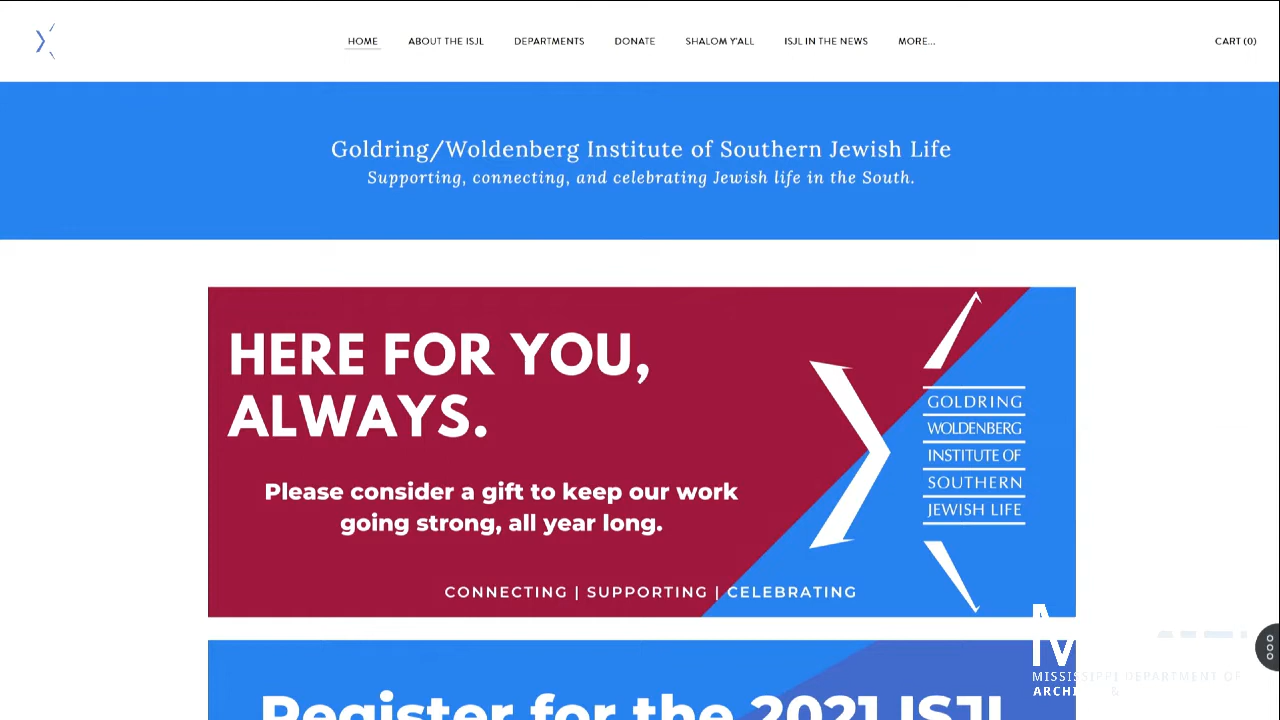 HOME ABOUT THE ISJL DEPARTMENTS DONATE SHALOM Y'ALL ISJL IN THE NEWS MORE... CART (0)
Goldring/Woldenberg Institute of Southern Jewish Life
Supporting, connecting, and celebrating Jewish life in the South.
HERE FOR YOU,
ALWAYS.
Please consider a gift to keep our work
going strong, all year long.
CONNECTING | SUPPORTING | CELEBRATING
GOLDRING
WOLDENBERG
INSTITUTE OF
SOUTHERN
JEWISH LIFE
Register for the 2021 ISJL
MISSISSIPPI DEPARTMENT OF